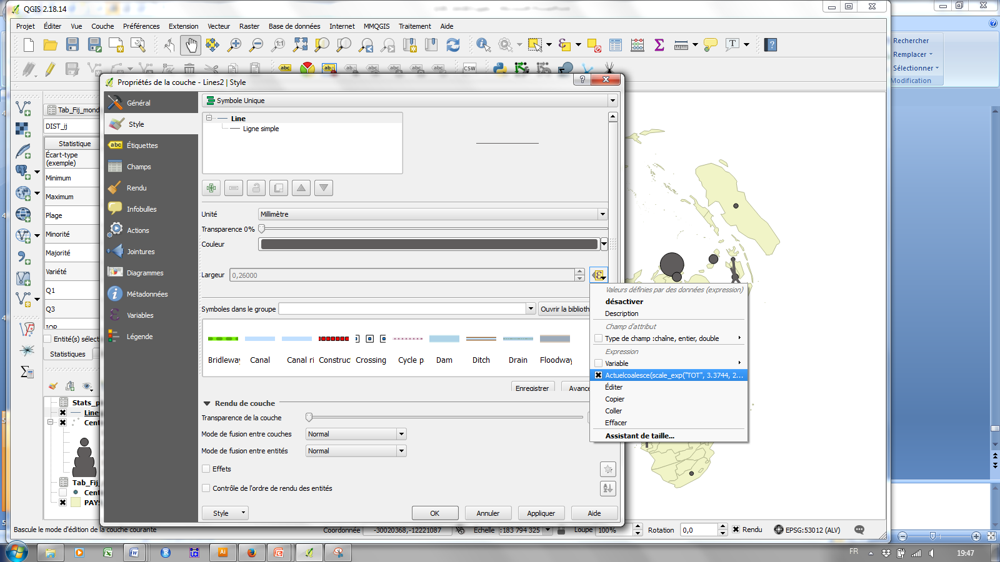 QGIS 2.18.14
Projet Éditer Vue Couche Préférences Extension Vecteur Raster Base de données Internet MMQGIS Traitement Aide
Rechercher
Remplacer
Sélectionner
Modification
abc
CSW
Propriétés de la couche - Lines2 | Style
Tab_Fij_mond
DIST_ij
Statistique
Écart-type
(exemple)
Minimum
Maximum
Plage
Minorité
Majorité
Variété
Q1
Q3
IQR
Entité(s) sélect
Statistiques
Stats_p
Line
Cent
Tab_Fij_
Cent
PAYS
Général
Style
Étiquettes
Champs
Rendu
Infobulles
Actions
Jointures
Diagrammes
Métadonnées
Variables
Légende
Symbole Unique
Line
Ligne simple
Unité Millimètre
Transparence 0%
Couleur
Largeur 0,26000
Symboles dans le groupe Ouvrir la biblioth
Bridleway Canal Canal ri Construc Crossing Cycle p Dam Ditch Drain Floodway
Enregistrer Avancé
Rendu de couche
Transparence de la couche
Mode de fusion entre couches Normal
Mode de fusion entre entités Normal
Effets
Contrôle de l'ordre de rendu des entités
Style OK Annuler Appliquer Aide
Valeurs définies par des données (expression)
désactiver
Description
Champ d'attribut
Type de champ :chaîne, entier, double
Expression
Variable
Actuelcoalesce(scale_exp("TOT", 3.3744, 2...
Éditer
Copier
Coller
Effacer
Assistant de taille...
Bascule le mode d'édition de la couche courante
Coordonnée -30020368,-12221087 Echelle :183 794 325 Loupe 100% Rotation 0,0 Rendu EPSG:53012 (ALV)
FR 19:47